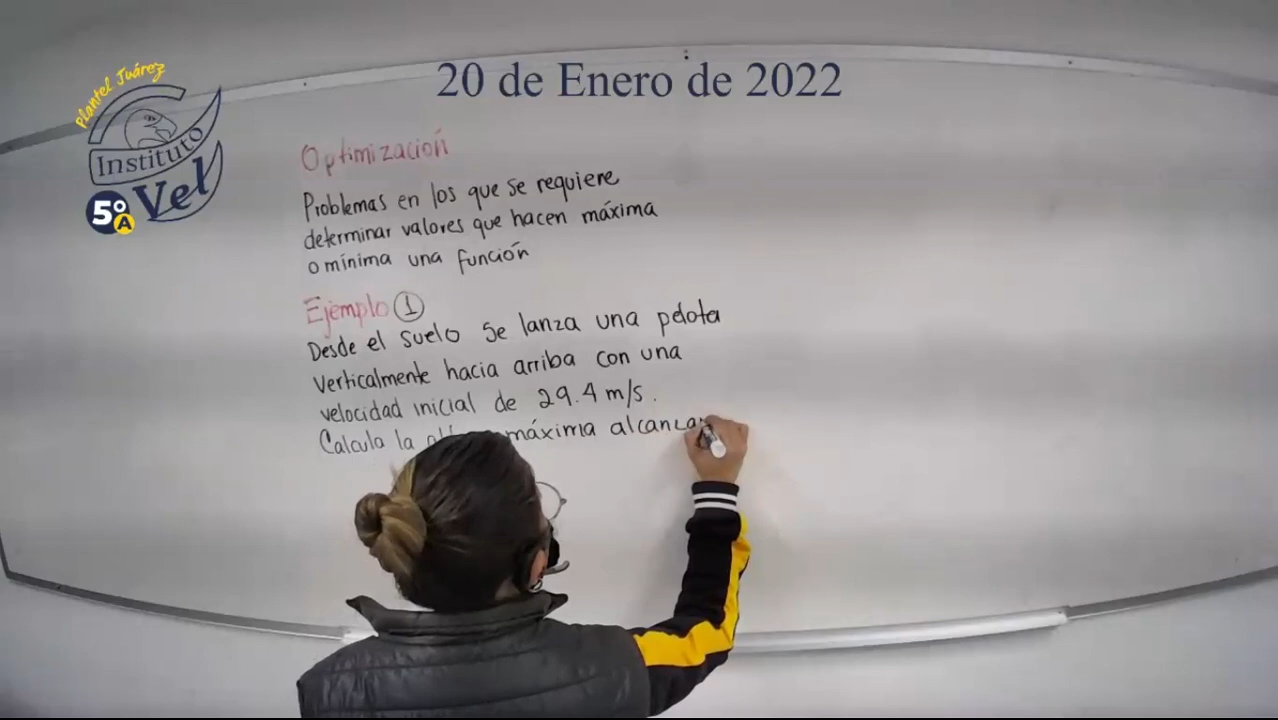 20 de Enero de 2022
Plantel Juárez
Instituto
Vel
5º
A
Optimización
Problemas en los que se requiere
determinar valores que hacen máxima
o mínima una función
Ejemplo 1
Desde el suelo se lanza una pelota
verticalmente hacia arriba con una
velocidad inicial de 29.4 m/s.
Calcula la máxima